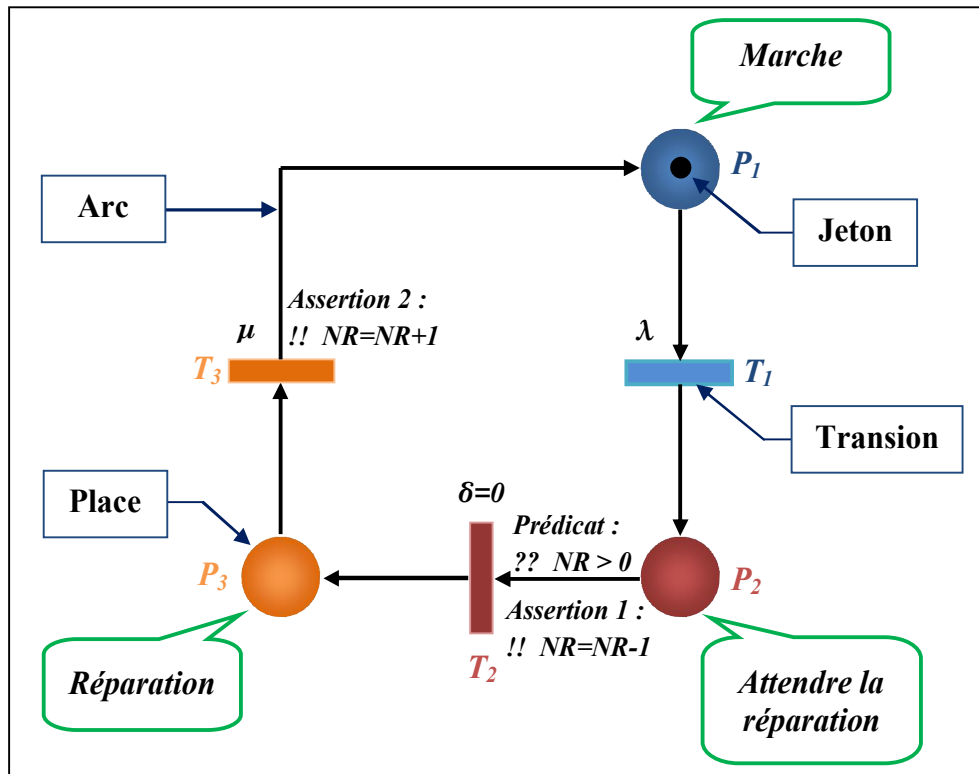 Marche
P1
Arc
Jeton
Assertion 2 :
!! NR=NR+1
μ
λ
T3
T1
Transion
Place
δ=0
Prédicat :
?? NR > 0
P3
P2
Assertion 1 :
!! NR=NR-1
T2
Réparation
Attendre la
réparation